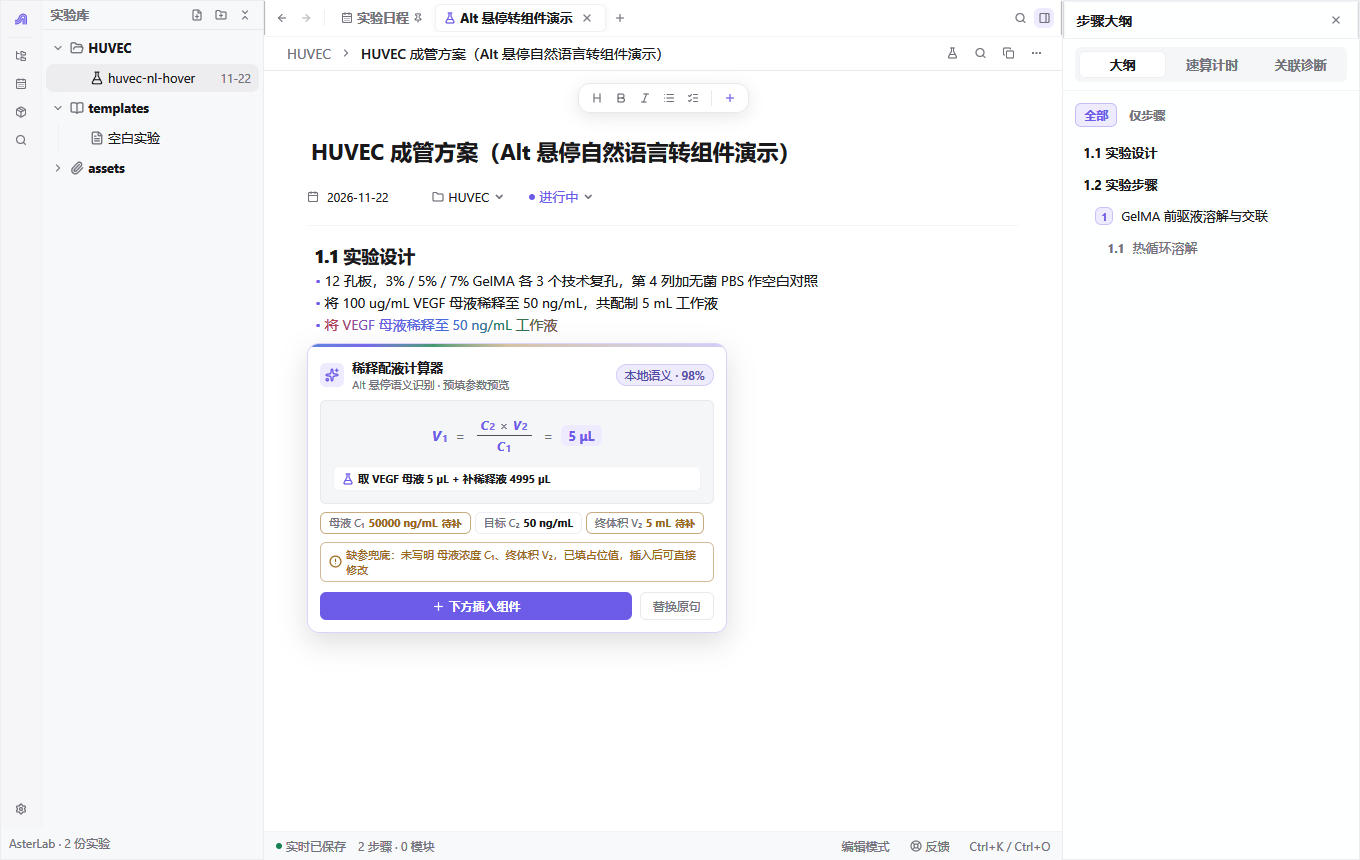 实验库
HUVEC
huvec-nl-hover 11-22
templates
空白实验
assets
AsterLab · 2 份实验
实验日程
Alt 悬停转组件演示
HUVEC > HUVEC 成管方案（Alt 悬停自然语言转组件演示）
H B I
HUVEC 成管方案（Alt 悬停自然语言转组件演示）
2026-11-22 HUVEC 进行中
1.1 实验设计
• 12 孔板，3% / 5% / 7% GelMA 各 3 个技术复孔，第 4 列加无菌 PBS 作空白对照
• 将 100 ug/mL VEGF 母液稀释至 50 ng/mL，共配制 5 mL 工作液
• 将 VEGF 母液稀释至 50 ng/mL 工作液
稀释配液计算器
Alt 悬停语义识别 · 预填参数预览
本地语义 · 98%
V₁ = C₂ × V₂ / C₁ = 5 μL
取 VEGF 母液 5 μL + 补稀释液 4995 μL
母液 C₁ 50000 ng/mL 待补
目标 C₂ 50 ng/mL
终体积 V₂ 5 mL 待补
缺参兜底：未写明 母液浓度 C₁、终体积 V₂，已填占位值，插入后可直接
修改
+ 下方插入组件
替换原句
实时已保存 2 步骤 · 0 模块
编辑模式 反馈 Ctrl+K / Ctrl+O
步骤大纲
大纲 速算计时 关联诊断
全部 仅步骤
1.1 实验设计
1.2 实验步骤
1 GelMA 前驱液溶解与交联
1.1 热循环溶解